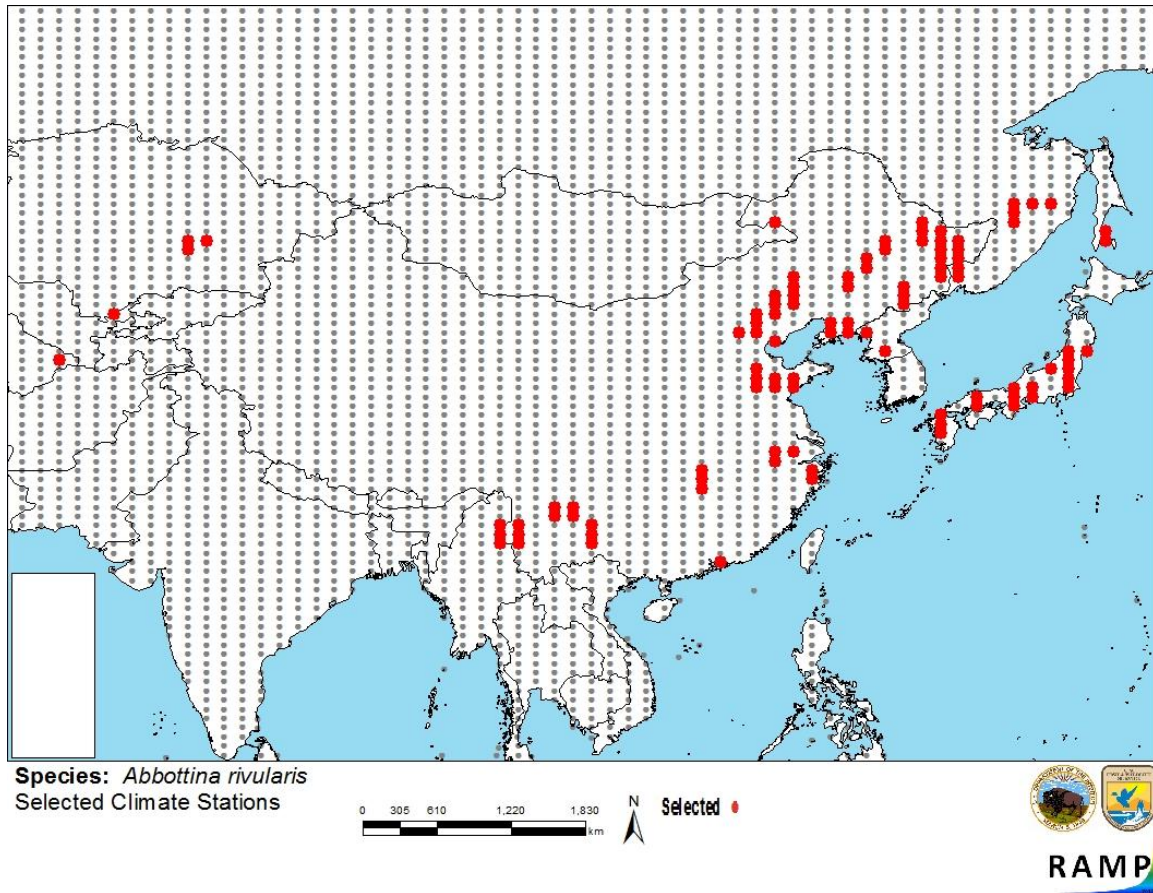 Species: Abbottina rivularis
Selected Climate Stations
0 305 610 1,220 1,830
km
N
Selected
RAMP